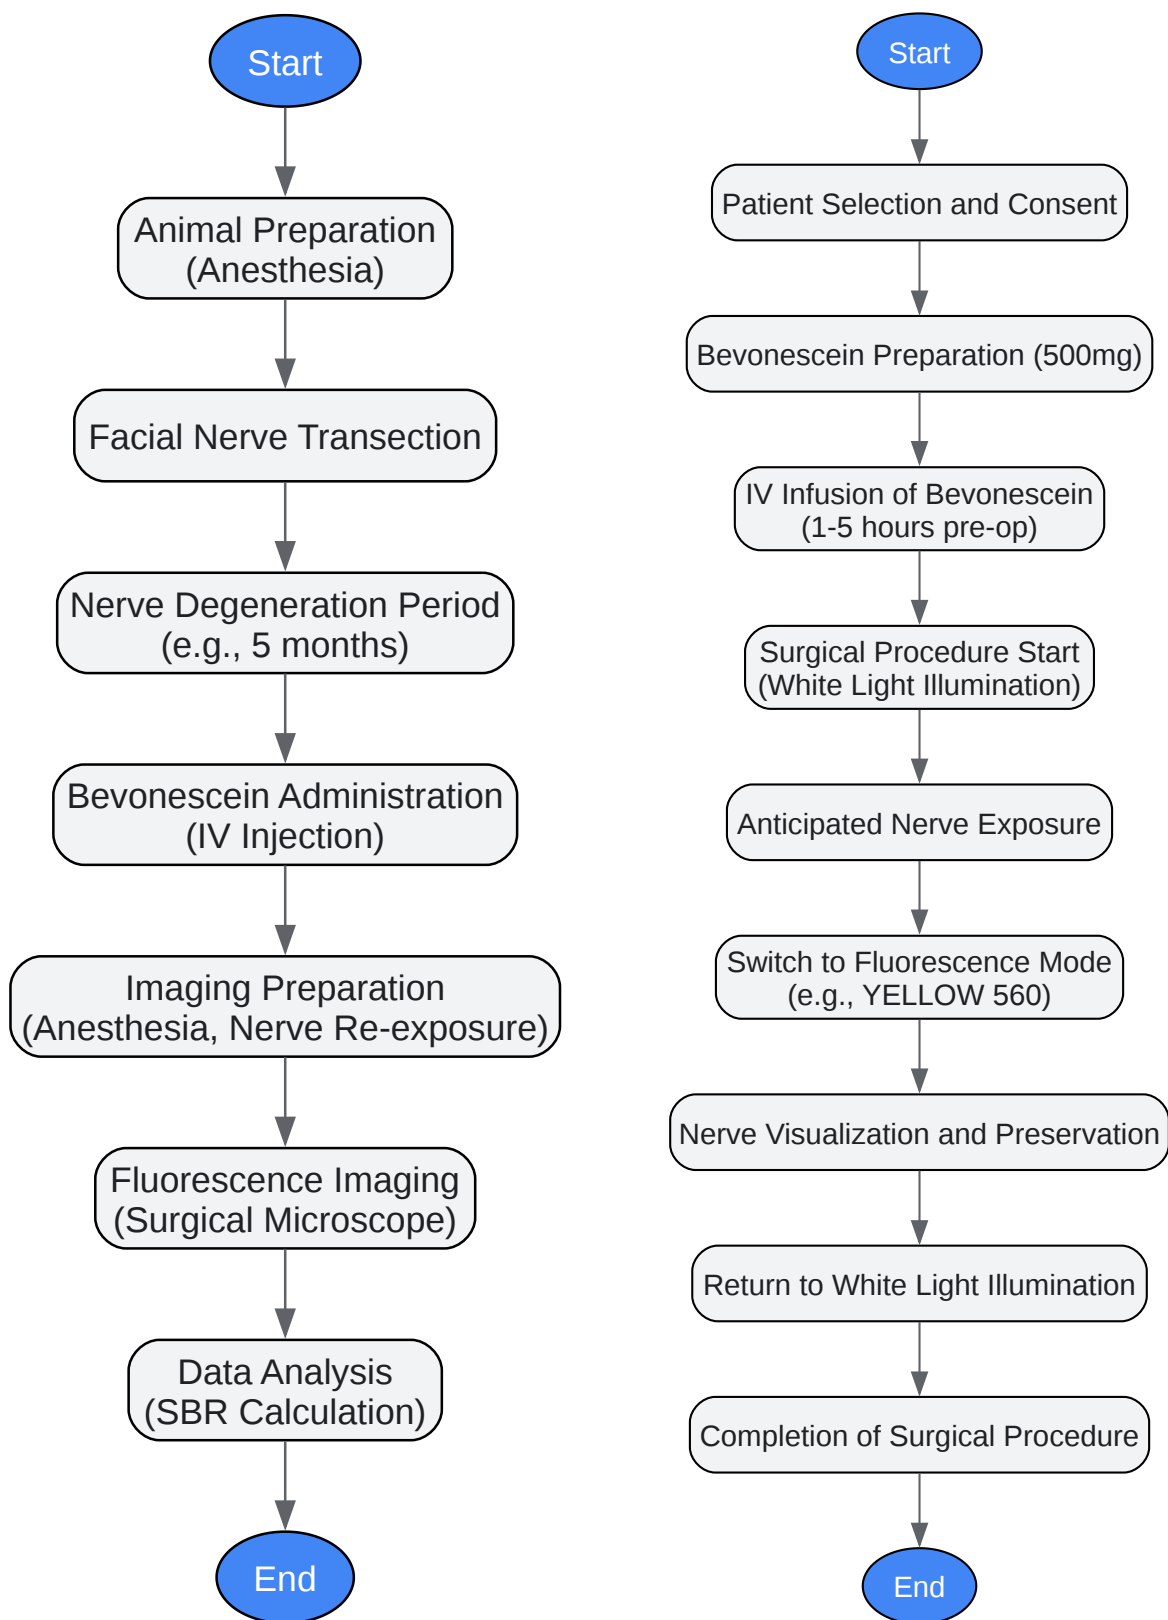 Start
Animal Preparation
(Anesthesia)
Facial Nerve Transection
Nerve Degeneration Period
(e.g., 5 months)
Bevonescein Administration
(IV Injection)
Imaging Preparation
(Anesthesia, Nerve Re-exposure)
Fluorescence Imaging
(Surgical Microscope)
Data Analysis
(SBR Calculation)
End
Start
Patient Selection and Consent
Bevonescein Preparation (500mg)
IV Infusion of Bevonescein
(1-5 hours pre-op)
Surgical Procedure Start
(White Light Illumination)
Anticipated Nerve Exposure
Switch to Fluorescence Mode
(e.g., YELLOW 560)
Nerve Visualization and Preservation
Return to White Light Illumination
Completion of Surgical Procedure
End